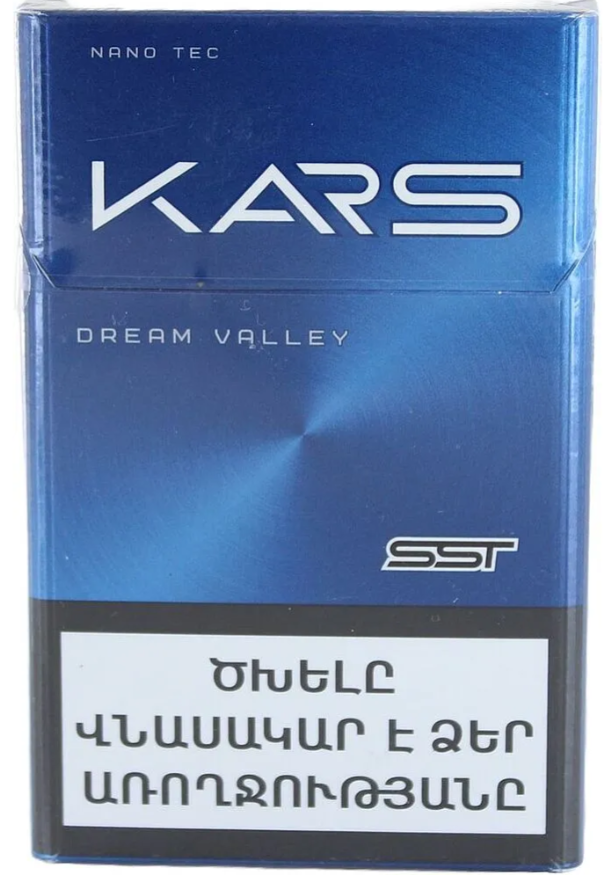 NANO TEC
KARS
DREAM VALLEY
SST
ԾԽԵԼԸ
ՎՆԱՍԱԿԱՐ Է ՁԵՐ
ԱՌՈՂՋՈՒԹՅԱՆԸ